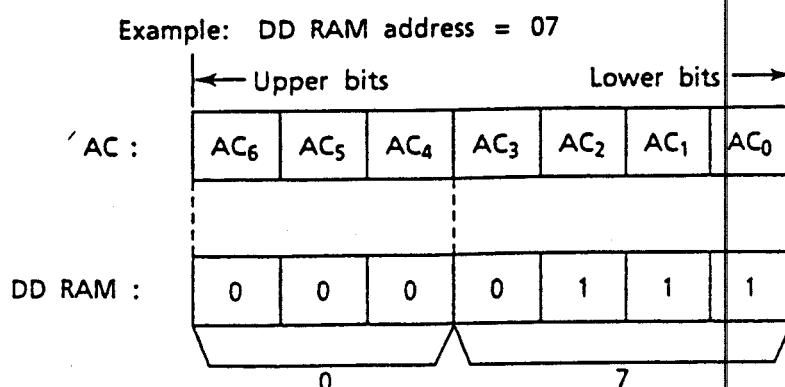 Example: DD RAM address = 07
Upper bits Lower bits
AC : AC₆ AC₅ AC₄ AC₃ AC₂ AC₁ AC₀
DD RAM : 0 0 0 0 1 1 1
0 7